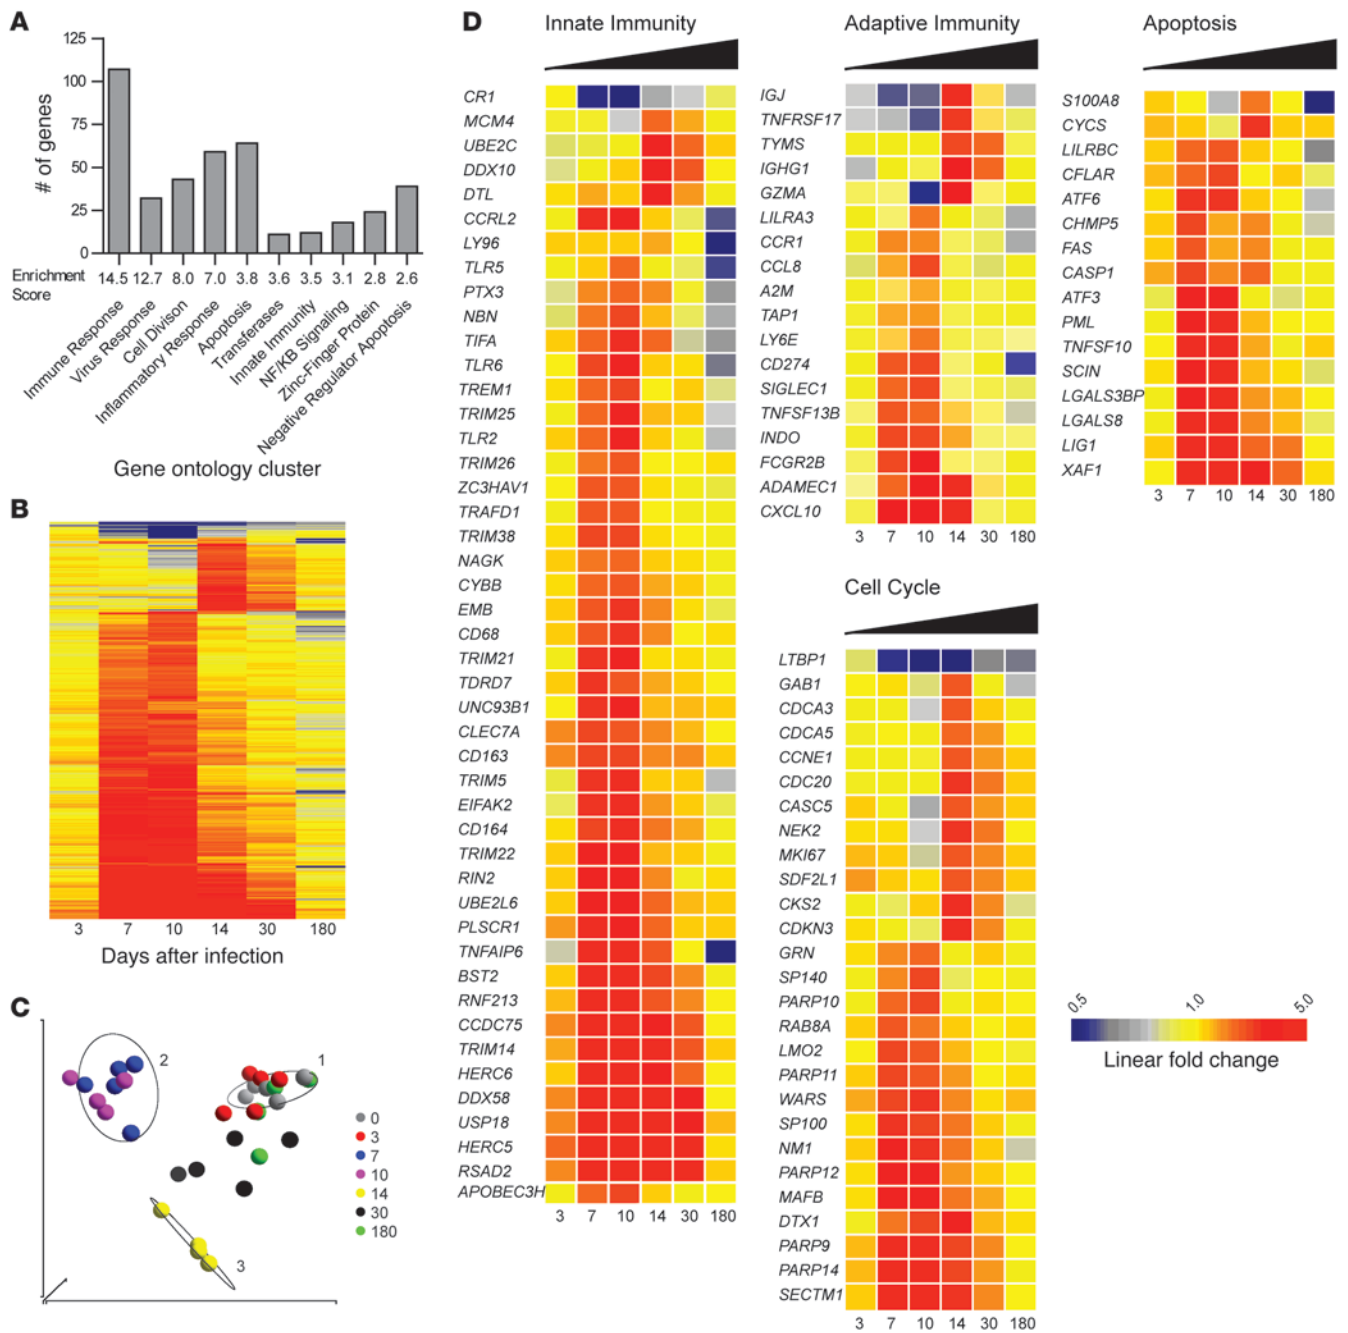 A
125
100
75
50
25
0
# of genes
Enrichment Score
14.5 12.7 8.0 7.0 3.8 3.6 3.5 3.1 2.8 2.6
Immune Response
Virus Response
Cell Divison
Inflammatory Response
Apoptosis
Transferases
Innate Immunity
NF/KB Signaling
Zinc-Finger Protein
Negative Regulator Apoptosis
Gene ontology cluster
B
3 7 10 14 30 180
Days after infection
C
2
1
3
0
3
7
10
14
30
180
D
Innate Immunity
CR1
MCM4
UBE2C
DDX10
DTL
CCRL2
LY96
TLR5
PTX3
NBN
TIFA
TLR6
TREM1
TRIM25
TLR2
TRIM26
ZC3HAV1
TRAFD1
TRIM38
NAGK
CYBB
EMB
CD68
TRIM21
TDRD7
UNC93B1
CLEC7A
CD163
TRIM5
EIFAK2
CD164
TRIM22
RIN2
UBE2L6
PLSCR1
TNFAIP6
BST2
RNF213
CCDC75
TRIM14
HERC6
DDX58
USP18
HERC5
RSAD2
APOBEC3H
3 7 10 14 30 180
Adaptive Immunity
IGJ
TNFRSF17
TYMS
IGHG1
GZMA
LILRA3
CCR1
CCL8
A2M
TAP1
LY6E
CD274
SIGLEC1
TNFSF13B
INDO
FCGR2B
ADAMEC1
CXCL10
3 7 10 14 30 180
Cell Cycle
LTBP1
GAB1
CDCA3
CDCA5
CCNE1
CDC20
CASC5
NEK2
MKI67
SDF2L1
CKS2
CDKN3
GRN
SP140
PARP10
RAB8A
LMO2
PARP11
WARS
SP100
NM1
PARP12
MAFB
DTX1
PARP9
PARP14
SECTM1
3 7 10 14 30 180
Apoptosis
S100A8
CYCS
LILRBC
CFLAR
ATF6
CHMP5
FAS
CASP1
ATF3
PML
TNFSF10
SCIN
LGALS3BP
LGALS8
LIG1
XAF1
3 7 10 14 30 180
0.5 1.0 5.0
Linear fold change